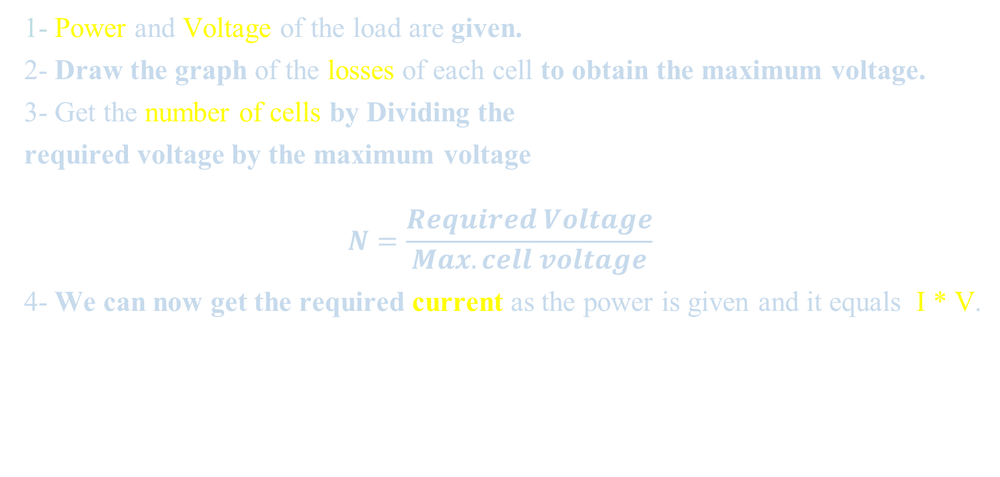 1- Power and Voltage of the load are given.
2- Draw the graph of the losses of each cell to obtain the maximum voltage.
3- Get the number of cells by Dividing the
required voltage by the maximum voltage
N = Required Voltage / Max. cell voltage
4- We can now get the required current as the power is given and it equals I * V.